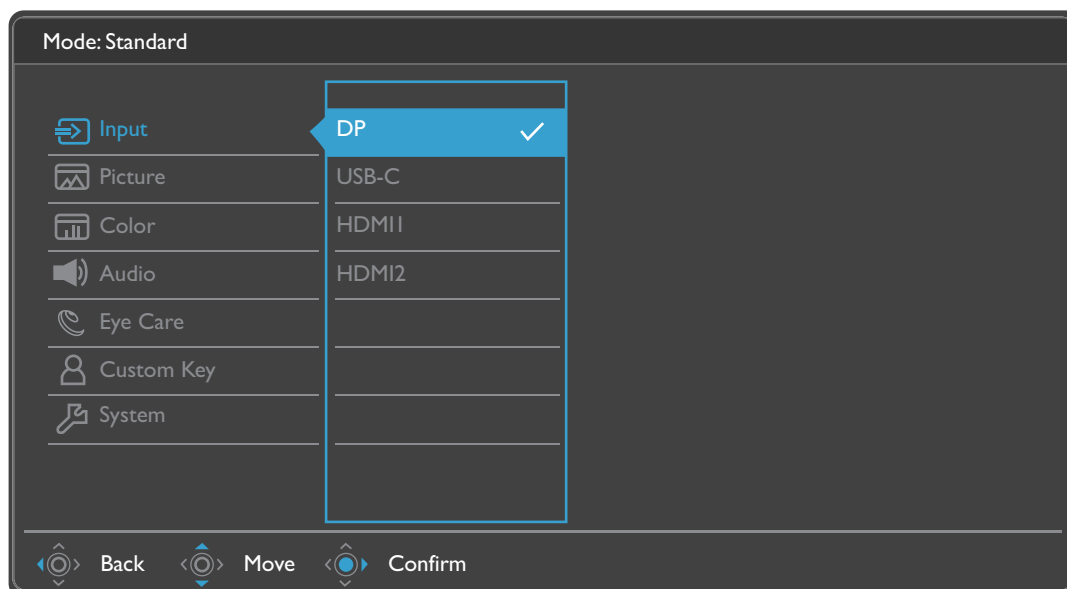 Mode: Standard
Input
DP
Picture
USB-C
Color
HDMI1
Audio
HDMI2
Eye Care
Custom Key
System
Back Move Confirm